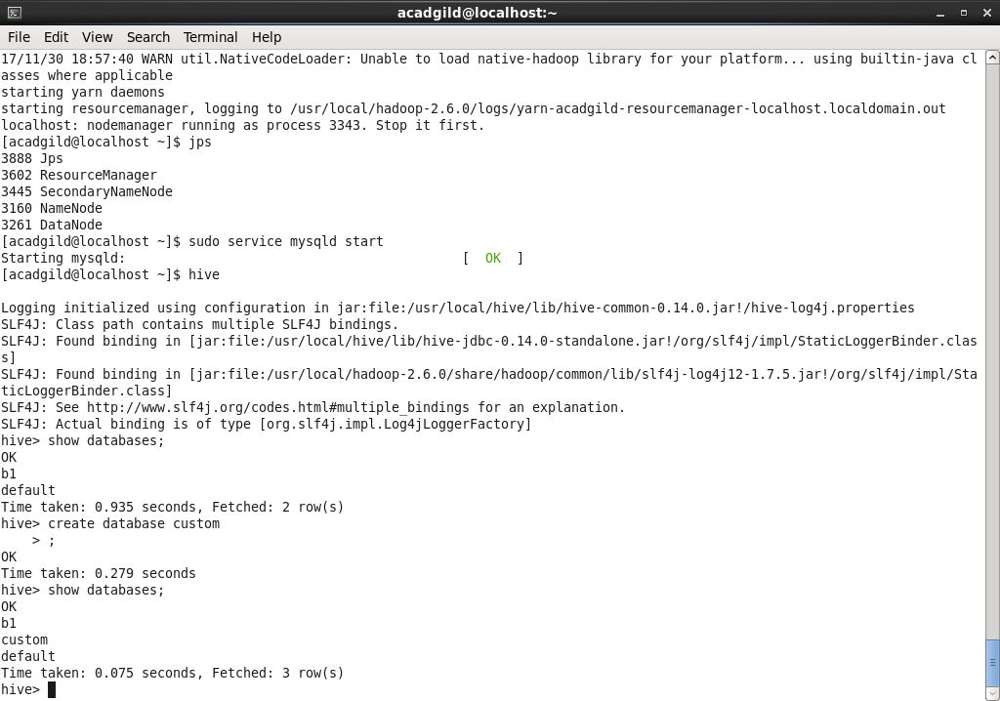 acadgild@localhost:~
File Edit View Search Terminal Help
17/11/30 18:57:40 WARN util.NativeCodeLoader: Unable to load native-hadoop library for your platform... using builtin-java cl
asses where applicable
starting yarn daemons
starting resourcemanager, logging to /usr/local/hadoop-2.6.0/logs/yarn-acadgild-resourcemanager-localhost.localdomain.out
localhost: nodemanager running as process 3343. Stop it first.
[acadgild@localhost ~]$ jps
3888 Jps
3602 ResourceManager
3445 SecondaryNameNode
3160 NameNode
3261 DataNode
[acadgild@localhost ~]$ sudo service mysqld start
Starting mysqld: [ OK ]
[acadgild@localhost ~]$ hive
Logging initialized using configuration in jar:file:/usr/local/hive/lib/hive-common-0.14.0.jar!/hive-log4j.properties
SLF4J: Class path contains multiple SLF4J bindings.
SLF4J: Found binding in [jar:file:/usr/local/hive/lib/hive-jdbc-0.14.0-standalone.jar!/org/slf4j/impl/StaticLoggerBinder.clas
s]
SLF4J: Found binding in [jar:file:/usr/local/hadoop-2.6.0/share/hadoop/common/lib/slf4j-log4j12-1.7.5.jar!/org/slf4j/impl/Sta
ticLoggerBinder.class]
SLF4J: See http://www.slf4j.org/codes.html#multiple_bindings for an explanation.
SLF4J: Actual binding is of type [org.slf4j.impl.Log4jLoggerFactory]
hive> show databases;
OK
b1
default
Time taken: 0.935 seconds, Fetched: 2 row(s)
hive> create database custom
    > ;
OK
Time taken: 0.279 seconds
hive> show databases;
OK
b1
custom
default
Time taken: 0.075 seconds, Fetched: 3 row(s)
hive>